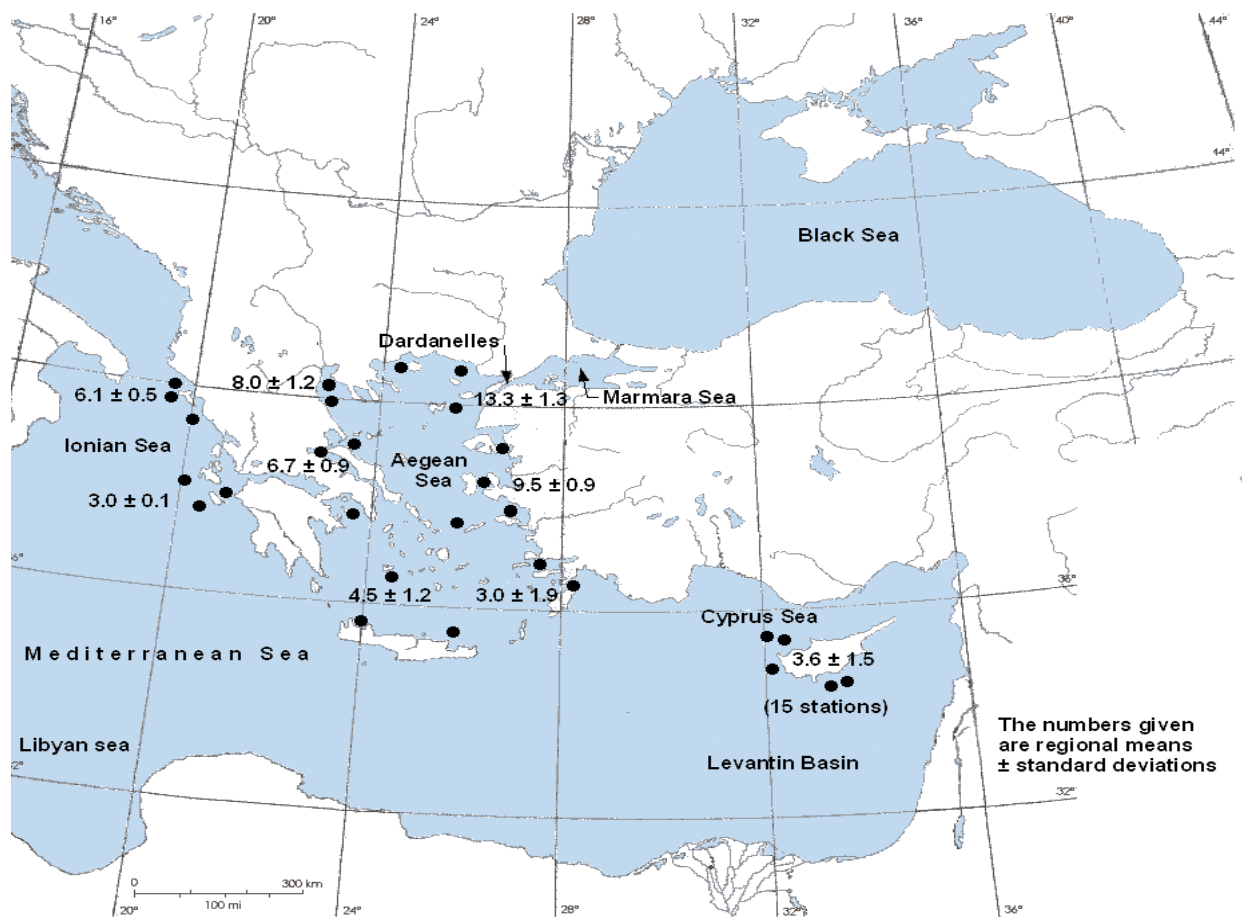 16° 20° 24° 28° 32° 36° 40° 44°
44°
Black Sea
Dardanelles
8.0 ± 1.2
6.1 ± 0.5
13.3 ± 1.3
Marmara Sea
Ionian Sea
Aegean
Sea
6.7 ± 0.9
9.5 ± 0.9
3.0 ± 0.1
36°
4.5 ± 1.2
3.0 ± 1.9
Cyprus Sea
Mediterranean Sea
3.6 ± 1.5
(15 stations)
The numbers given
are regional means
± standard deviations
Libyan sea
Levantin Basin
32°
0 300 km
100 mi
20° 24° 28° 32° 36°